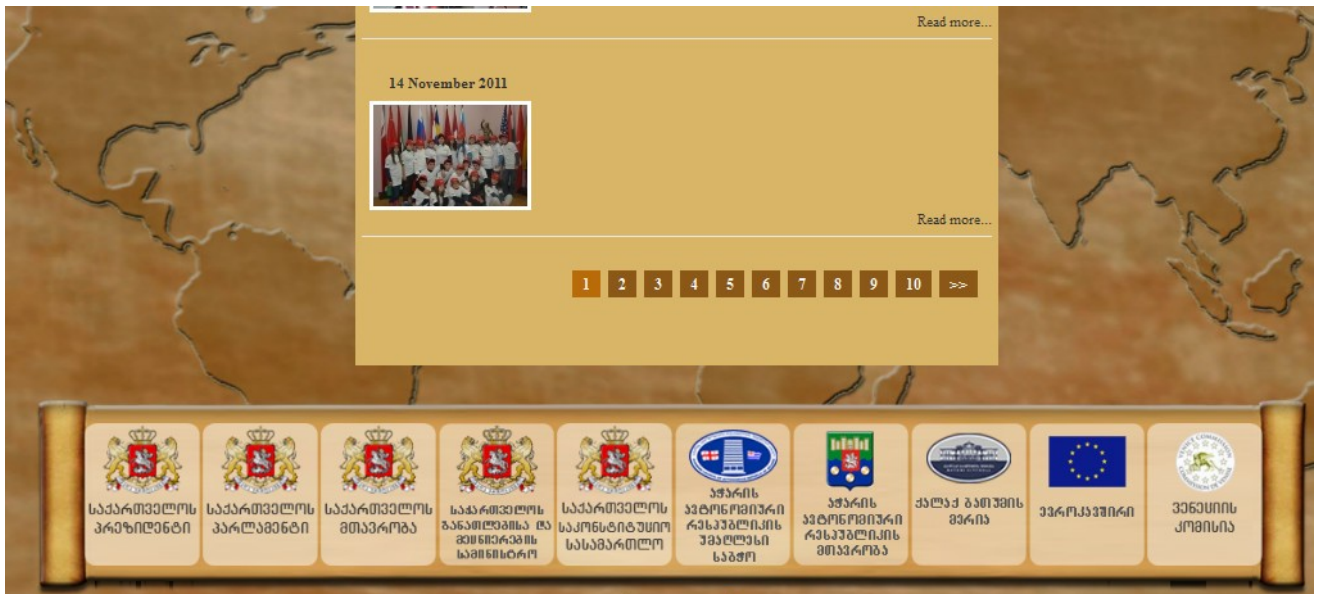 Read more...
14 November 2011
Read more...
1 2 3 4 5 6 7 8 9 10 >>
საქართველოს
პრეზიდენტი
საქართველოს
პარლამენტი
საქართველოს
მთავრობა
საქართველოს
განათლებისა და
მეცნიერების
სამინისტრო
საქართველოს
საკონსტიტუციო
სასამართლო
აჭარის
ავტონომიური
რესპუბლიკის
უმაღლესი
საბჭო
აჭარის
ავტონომიური
რესპუბლიკის
მთავრობა
ქალაქ ბათუმის
მერია
ევროკავშირი
ვენეციის
კომისია